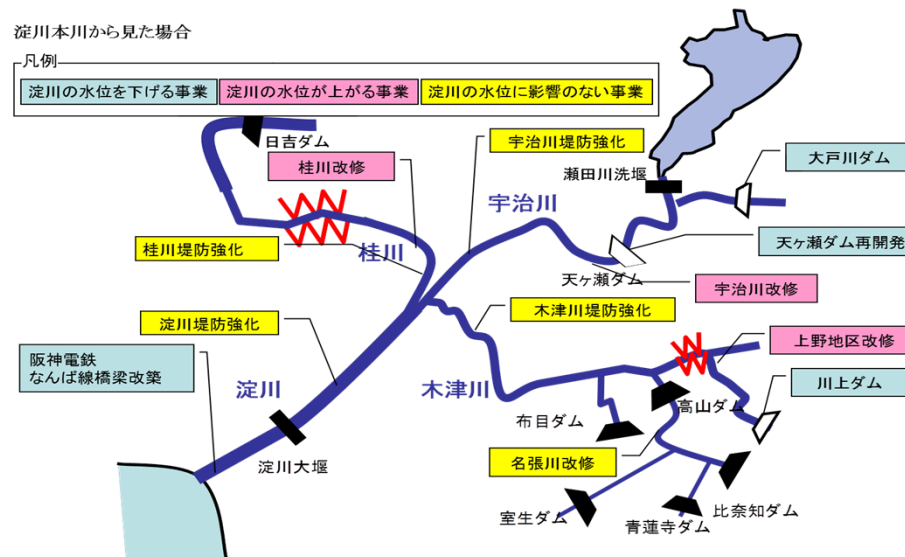 淀川本川から見た場合
凡例
淀川の水位を下げる事業
淀川の水位が上がる事業
淀川の水位に影響のない事業
日吉ダム
宇治川堤防強化
桂川改修
瀬田川洗堰
大戸川ダム
宇治川
桂川堤防強化
桂川
天ヶ瀬ダム再開発
天ヶ瀬ダム
宇治川改修
淀川堤防強化
木津川堤防強化
上野地区改修
阪神電鉄
なんば線橋梁改築
淀川
木津川
川上ダム
高山ダム
布目ダム
淀川大堰
名張川改修
室生ダム
青蓮寺ダム
比奈知ダム